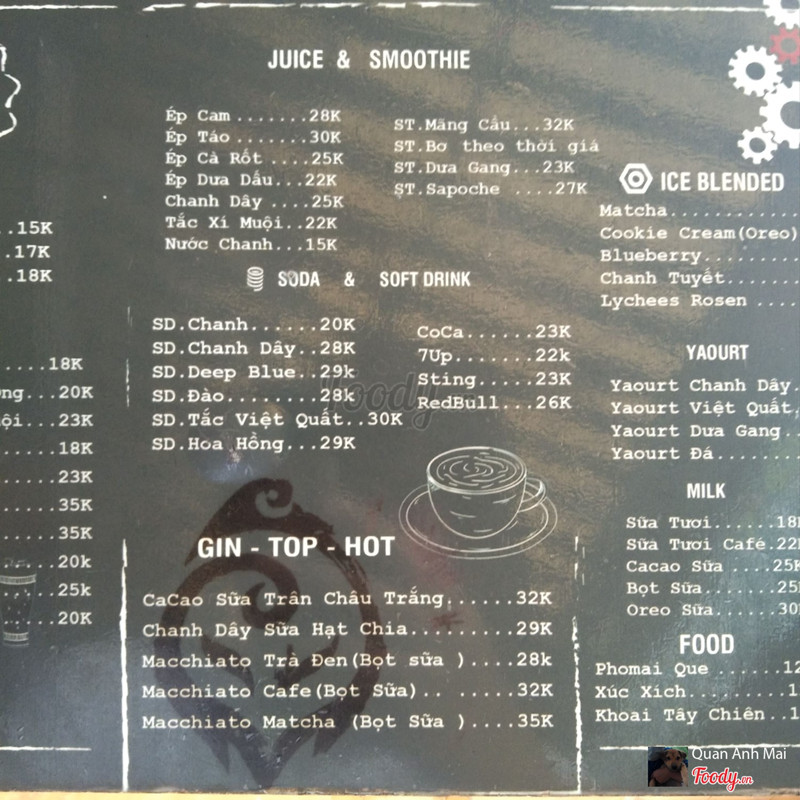 JUICE & SMOOTHIE
Ép Cam.......28K
Ép Táo.......30K
Ép Cà Rốt ....25K
Ép Dưa Dấu...22K
Chanh Dây ....25K
Tắc Xí Muội..22K
Nước Chanh...15K
ST.Mãng Cầu...32K
ST.Bơ theo thời giá
ST.Dưa Gang...23K
ST.Sapoche ....27K
SODA & SOFT DRINK
SD.Chanh......20K
SD.Chanh Dây..28K
SD.Deep Blue..29k
SD.Đào........28k
SD.Tắc Việt Quất..30K
SD.Hoa Hồng...29K
CoCa......23K
7Up.......22k
Sting.....23K
RedBull...26K
GIN - TOP - HOT
CaCao Sữa Trân Châu Trắng......32K
Chanh Dây Sữa Hạt Chia.........29K
Macchiato Trà Đen(Bọt sữa )....28k
Macchiato Cafe(Bọt Sữa).. .....32K
Macchiato Matcha (Bọt Sữa )....35K
..15K
..17K
..18K
....18K
...20K
...23K
18K
23K
35K
35K
..20k
..25k
20K
ICE BLENDED
Matcha............
Cookie Cream(Oreo)
Blueberry.........
Chanh Tuyết.......
Lychees Rosen ....
YAOURT
Yaourt Chanh Dây.
Yaourt Việt Quất.
Yaourt Dưa Gang..
Yaourt Đá........
MILK
Sữa Tươi......18K
Sữa Tươi Café.22K
Cacao Sữa ....25K
Bọt Sữa.......25
Oreo Sữa......30
FOOD
Phomai Que ......12
Xúc Xích........1
Khoai Tây Chiên..1
Foody
Quan Anh Mai
Foody.vn